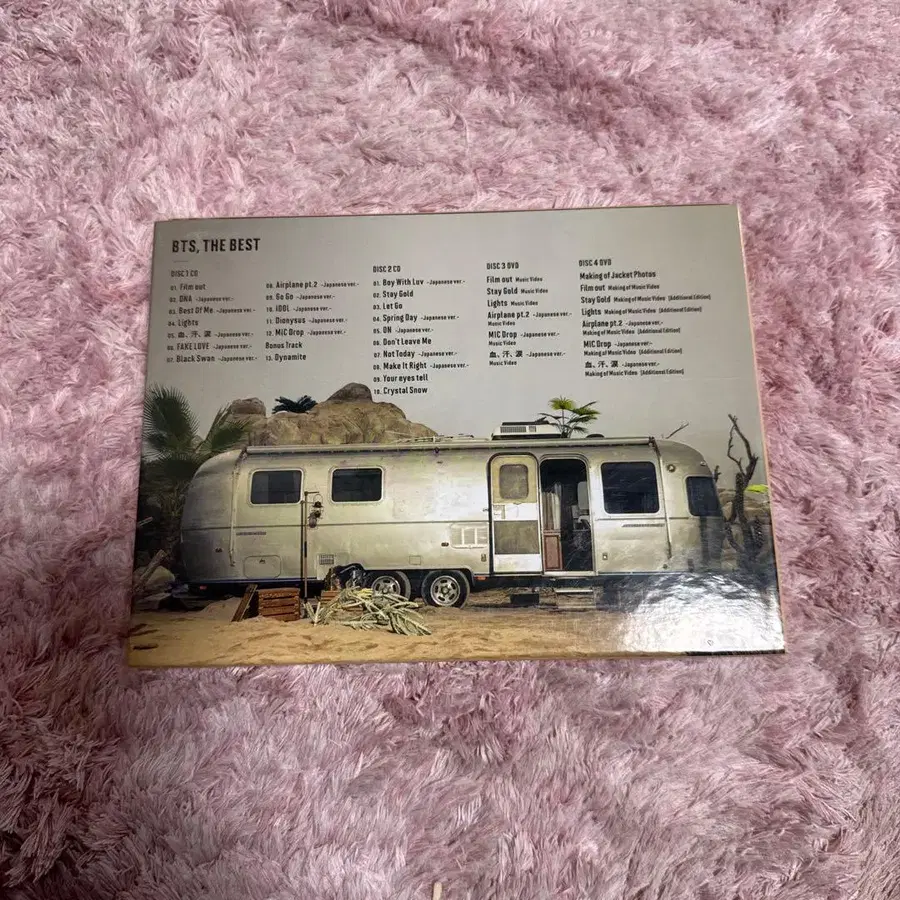 BTS, THE BEST
DISC 1 CD
01. Film out
02. DNA -Japanese ver.-
03. Best Of Me -Japanese ver.-
04. Lights
05. 血、汗、涙 -Japanese ver.-
06. FAKE LOVE -Japanese ver.-
07. Black Swan -Japanese ver.-
08. Airplane pt.2 -Japanese ver.-
09. Go Go -Japanese ver.-
10. IDOL -Japanese ver.-
11. Dionysus -Japanese ver.-
12. MIC Drop -Japanese ver.-
Bonus Track
13. Dynamite
DISC 2 CD
01. Boy With Luv -Japanese ver.-
02. Stay Gold
03. Let Go
04. Spring Day -Japanese ver.-
05. ON -Japanese ver.-
06. Don't Leave Me
07. Not Today -Japanese ver.-
08. Make It Right -Japanese ver.-
09. Your eyes tell
10. Crystal Snow
DISC 3 DVD
Film out Music Video
Stay Gold Music Video
Lights Music Video
Airplane pt.2 -Japanese ver.-
Music Video
MIC Drop -Japanese ver.-
Music Video
血、汗、涙 -Japanese ver.-
Music Video
DISC 4 DVD
Making of Jacket Photos
Film out Making of Music Video
Stay Gold Making of Music Video [Additional Edition]
Lights Making of Music Video [Additional Edition]
Airplane pt.2 -Japanese ver.-
Making of Music Video [Additional Edition]
MIC Drop -Japanese ver.-
Making of Music Video [Additional Edition]
血、汗、涙 -Japanese ver.-
Making of Music Video [Additional Edition]